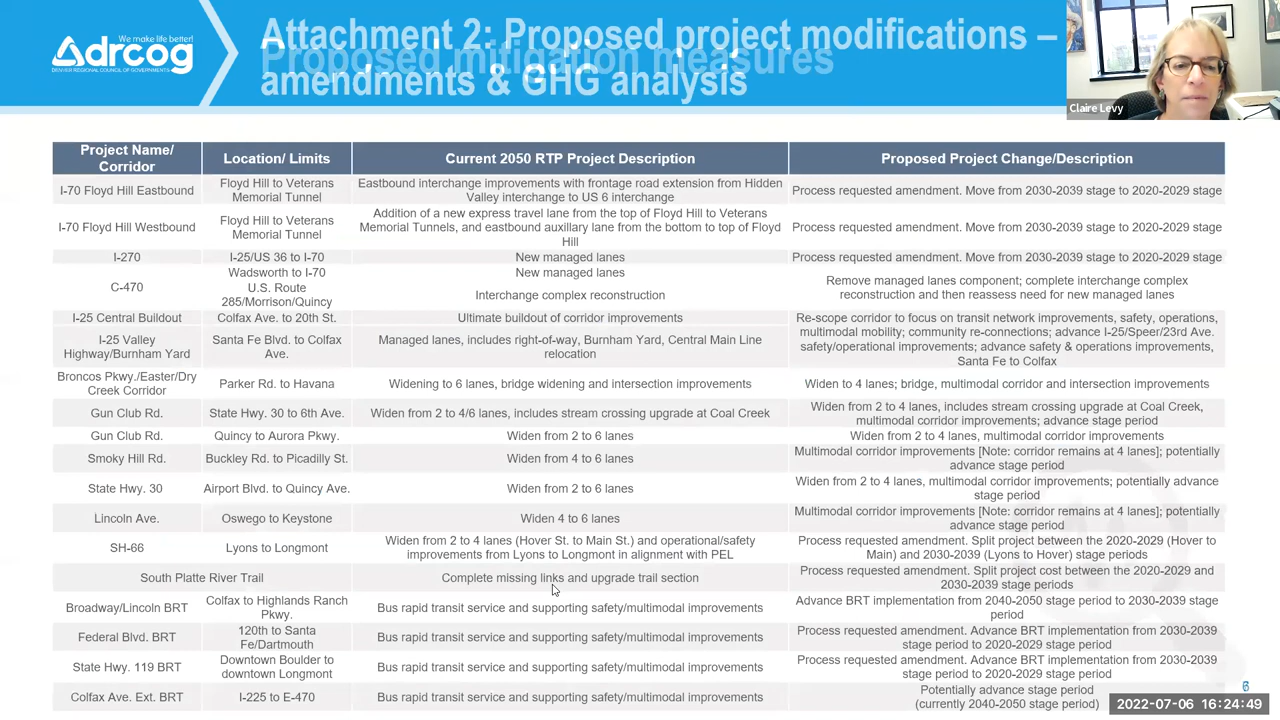 We make life better!
drcog
DENVER REGIONAL COUNCIL OF GOVERNMENTS
Attachment 2: Proposed project modifications –
Proposed mitigation measures
amendments & GHG analysis
Claire Levy
Project Name/ Corridor
Location/ Limits
Current 2050 RTP Project Description
Proposed Project Change/Description
I-70 Floyd Hill Eastbound
Floyd Hill to Veterans
Memorial Tunnel
Eastbound interchange improvements with frontage road extension from Hidden
Valley interchange to US 6 interchange
Process requested amendment. Move from 2030-2039 stage to 2020-2029 stage
I-70 Floyd Hill Westbound
Floyd Hill to Veterans
Memorial Tunnel
Addition of a new express travel lane from the top of Floyd Hill to Veterans
Memorial Tunnels, and eastbound auxillary lane from the bottom to top of Floyd
Hill
Process requested amendment. Move from 2030-2039 stage to 2020-2029 stage
I-270
I-25/US 36 to I-70
New managed lanes
Process requested amendment. Move from 2030-2039 stage to 2020-2029 stage
C-470
Wadsworth to I-70
New managed lanes
U.S. Route
285/Morrison/Quincy
Interchange complex reconstruction
Remove managed lanes component; complete interchange complex
reconstruction and then reassess need for new managed lanes
I-25 Central Buildout
Colfax Ave. to 20th St.
Ultimate buildout of corridor improvements
Re-scope corridor to focus on transit network improvements, safety, operations,
multimodal mobility; community re-connections; advance I-25/Speer/23rd Ave.
safety/operational improvements; advance safety & operations improvements,
Santa Fe to Colfax
I-25 Valley
Highway/Burnham Yard
Santa Fe Blvd. to Colfax
Ave.
Managed lanes, includes right-of-way, Burnham Yard, Central Main Line
relocation
Broncos Pkwy./Easter/Dry
Creek Corridor
Parker Rd. to Havana
Widening to 6 lanes, bridge widening and intersection improvements
Widen to 4 lanes; bridge, multimodal corridor and intersection improvements
Gun Club Rd.
State Hwy. 30 to 6th Ave.
Widen from 2 to 4/6 lanes, includes stream crossing upgrade at Coal Creek
Widen from 2 to 4 lanes, includes stream crossing upgrade at Coal Creek,
multimodal corridor improvements; advance stage period
Gun Club Rd.
Quincy to Aurora Pkwy.
Widen from 2 to 6 lanes
Widen from 2 to 4 lanes, multimodal corridor improvements
Smoky Hill Rd.
Buckley Rd. to Picadilly St.
Widen from 4 to 6 lanes
Multimodal corridor improvements [Note: corridor remains at 4 lanes]; potentially
advance stage period
State Hwy. 30
Airport Blvd. to Quincy Ave.
Widen from 2 to 6 lanes
Widen from 2 to 4 lanes, multimodal corridor improvements; potentially advance
stage period
Lincoln Ave.
Oswego to Keystone
Widen 4 to 6 lanes
Multimodal corridor improvements [Note: corridor remains at 4 lanes]; potentially
advance stage period
SH-66
Lyons to Longmont
Widen from 2 to 4 lanes (Hover St. to Main St.) and operational/safety
improvements from Lyons to Longmont in alignment with PEL
Process requested amendment. Split project between the 2020-2029 (Hover to
Main) and 2030-2039 (Lyons to Hover) stage periods
South Platte River Trail
Complete missing links and upgrade trail section
Process requested amendment. Split project cost between the 2020-2029 and
2030-2039 stage periods
Broadway/Lincoln BRT
Colfax to Highlands Ranch
Pkwy.
Bus rapid transit service and supporting safety/multimodal improvements
Advance BRT implementation from 2040-2050 stage period to 2030-2039 stage
period
Federal Blvd. BRT
120th to Santa
Fe/Dartmouth
Bus rapid transit service and supporting safety/multimodal improvements
Process requested amendment. Advance BRT implementation from 2030-2039
stage period to 2020-2029 stage period
State Hwy. 119 BRT
Downtown Boulder to
downtown Longmont
Bus rapid transit service and supporting safety/multimodal improvements
Process requested amendment. Advance BRT implementation from 2030-2039
stage period to 2020-2029 stage period
Colfax Ave. Ext. BRT
I-225 to E-470
Bus rapid transit service and supporting safety/multimodal improvements
Potentially advance stage period
(currently 2040-2050 stage period)
6
2022-07-06 16:24:49